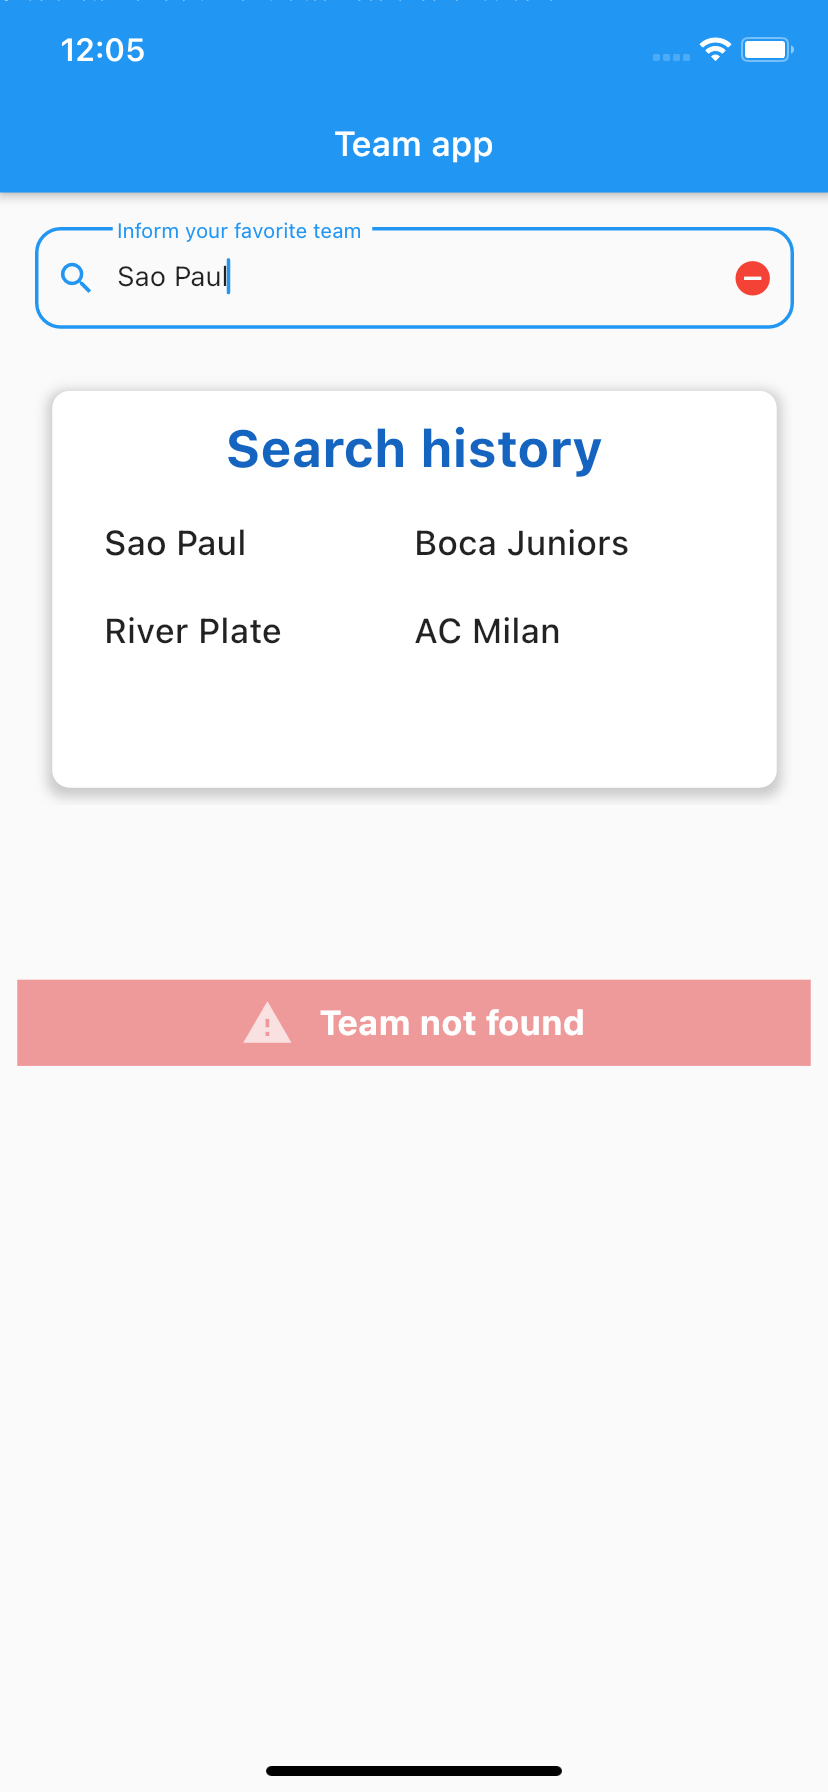 12:05
Team app
Inform your favorite team
Sao Paul
Search history
Sao Paul Boca Juniors
River Plate AC Milan
Team not found